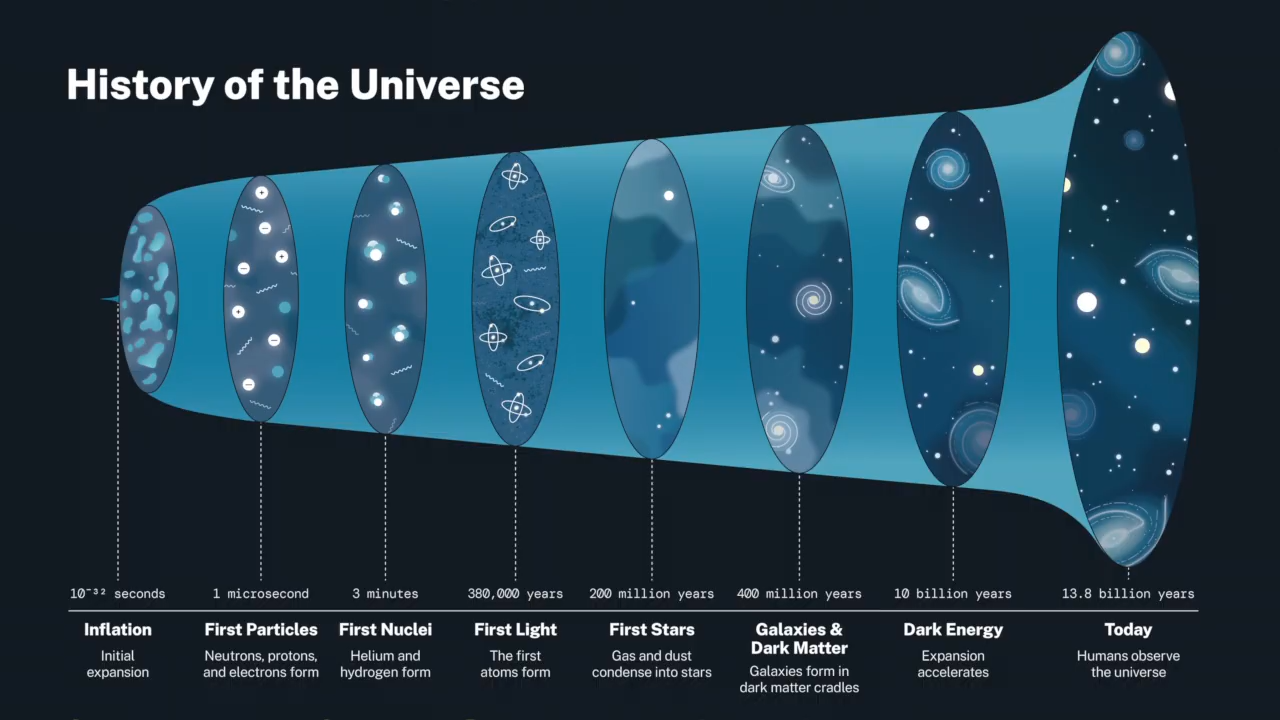 History of the Universe
10⁻³² seconds
1 microsecond
3 minutes
380,000 years
200 million years
400 million years
10 billion years
13.8 billion years
Inflation
Initial
expansion
First Particles
Neutrons, protons,
and electrons form
First Nuclei
Helium and
hydrogen form
First Light
The first
atoms form
First Stars
Gas and dust
condense into stars
Galaxies &
Dark Matter
Galaxies form in
dark matter cradles
Dark Energy
Expansion
accelerates
Today
Humans observe
the universe